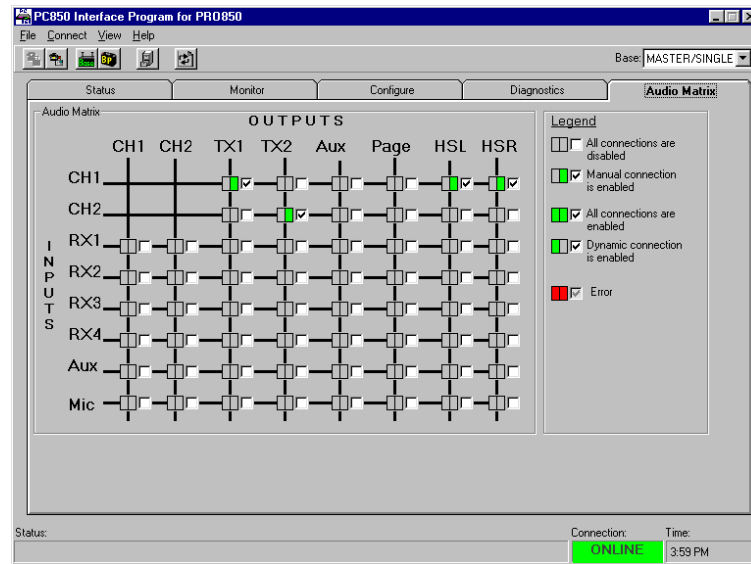 PC850 Interface Program for PRO850
File Connect View Help
Base: MASTER/SINGLE
Status Monitor Configure Diagnostics Audio Matrix
Audio Matrix
OUTPUTS
CH1 CH2 TX1 TX2 Aux Page HSL HSR
INPUTS
CH1
CH2
RX1
RX2
RX3
RX4
Aux
Mic
Legend
All connections are
disabled
Manual connection
is enabled
All connections are
enabled
Dynamic connection
is enabled
Error
Status:
Connection: Time:
ONLINE 3:59 PM